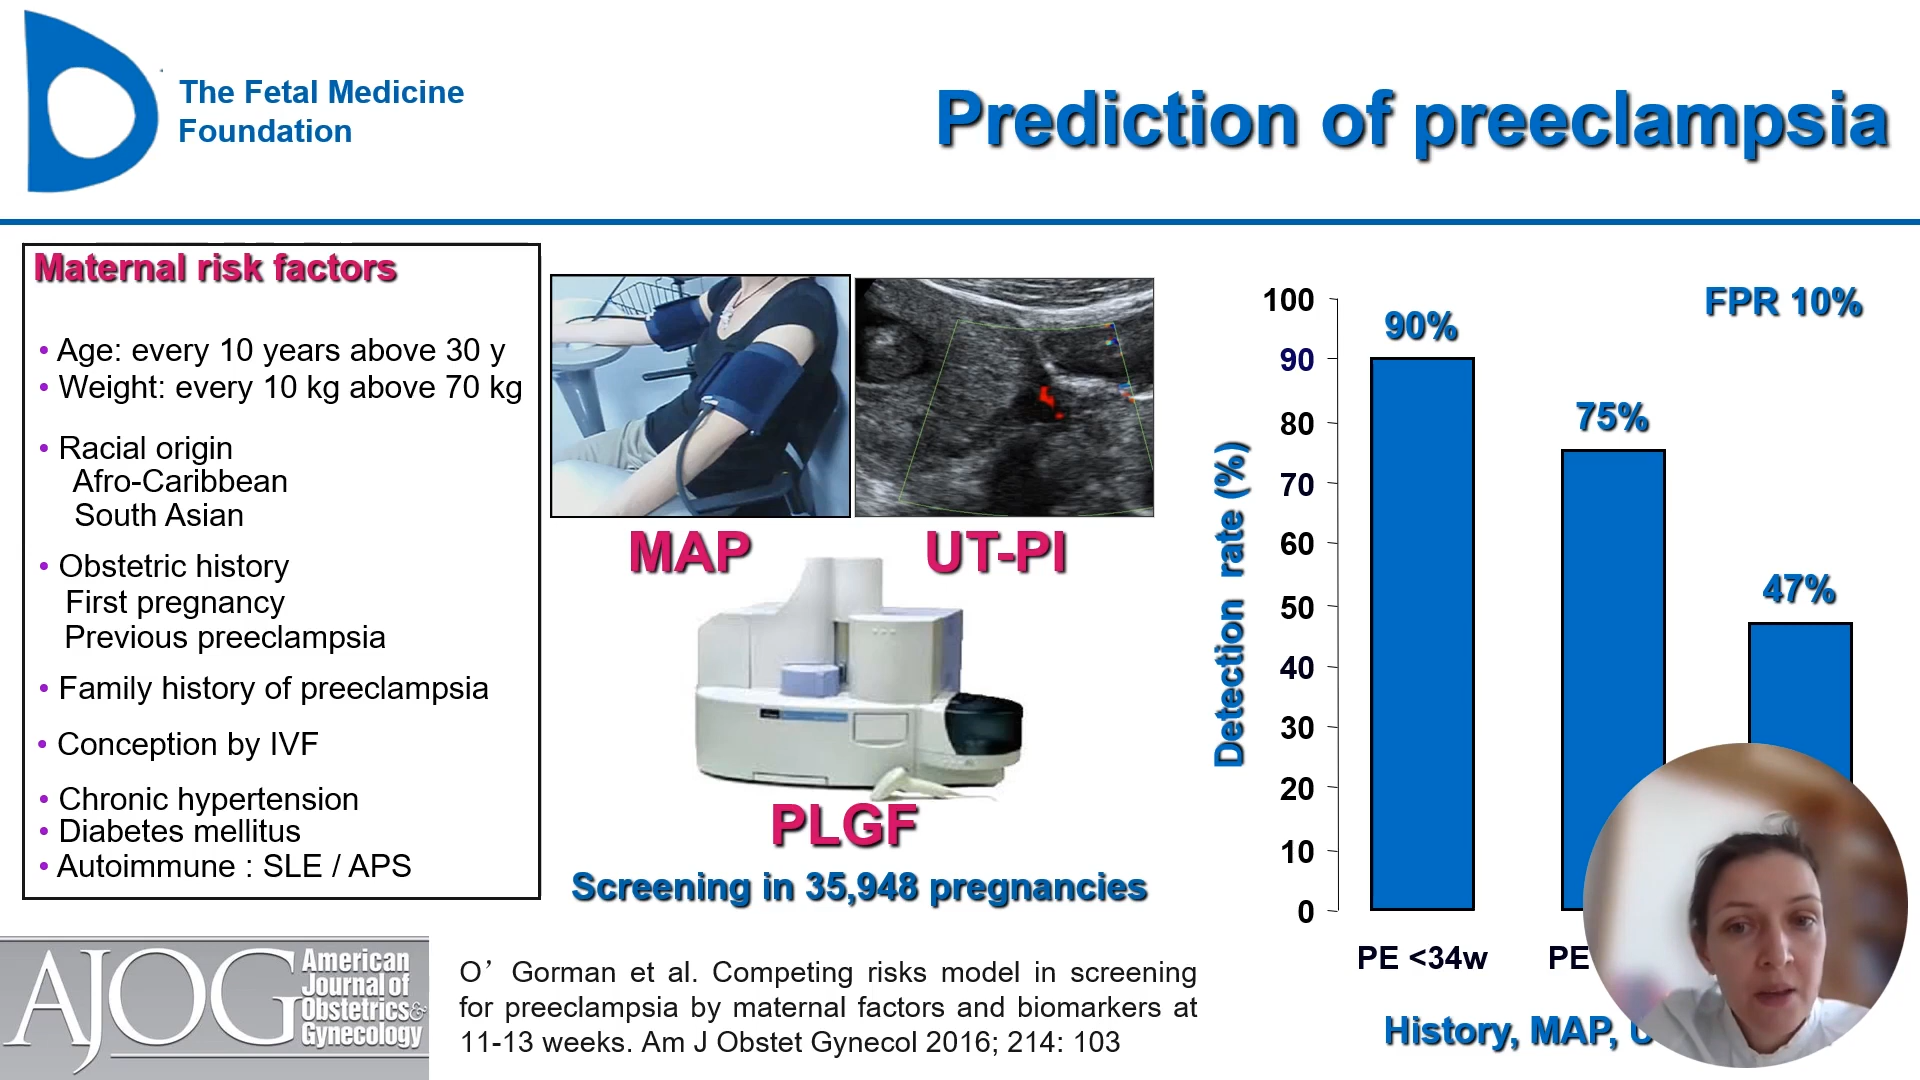 The Fetal Medicine
Foundation
Prediction of preeclampsia
Maternal risk factors
• Age: every 10 years above 30 y
• Weight: every 10 kg above 70 kg
• Racial origin
Afro-Caribbean
South Asian
• Obstetric history
First pregnancy
Previous preeclampsia
• Family history of preeclampsia
• Conception by IVF
• Chronic hypertension
• Diabetes mellitus
• Autoimmune : SLE / APS
MAP
UT-PI
PLGF
Screening in 35,948 pregnancies
AJOG
American
Journal of
Obstetrics&
Gynecology
O’ Gorman et al. Competing risks model in screening
for preeclampsia by maternal factors and biomarkers at
11-13 weeks. Am J Obstet Gynecol 2016; 214: 103
FPR 10%
Detection rate (%)
100
90
80
70
60
50
40
30
20
10
0
90%
75%
47%
PE <34w
PE
History, MAP,